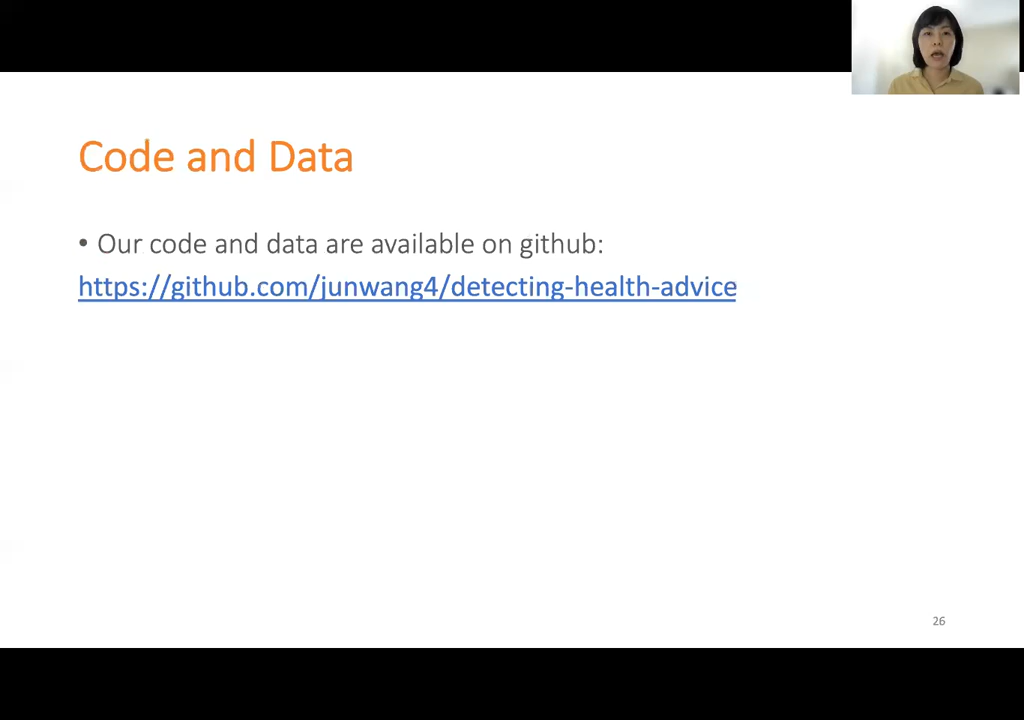 Code and Data
• Our code and data are available on github:
https://github.com/junwang4/detecting-health-advice
26